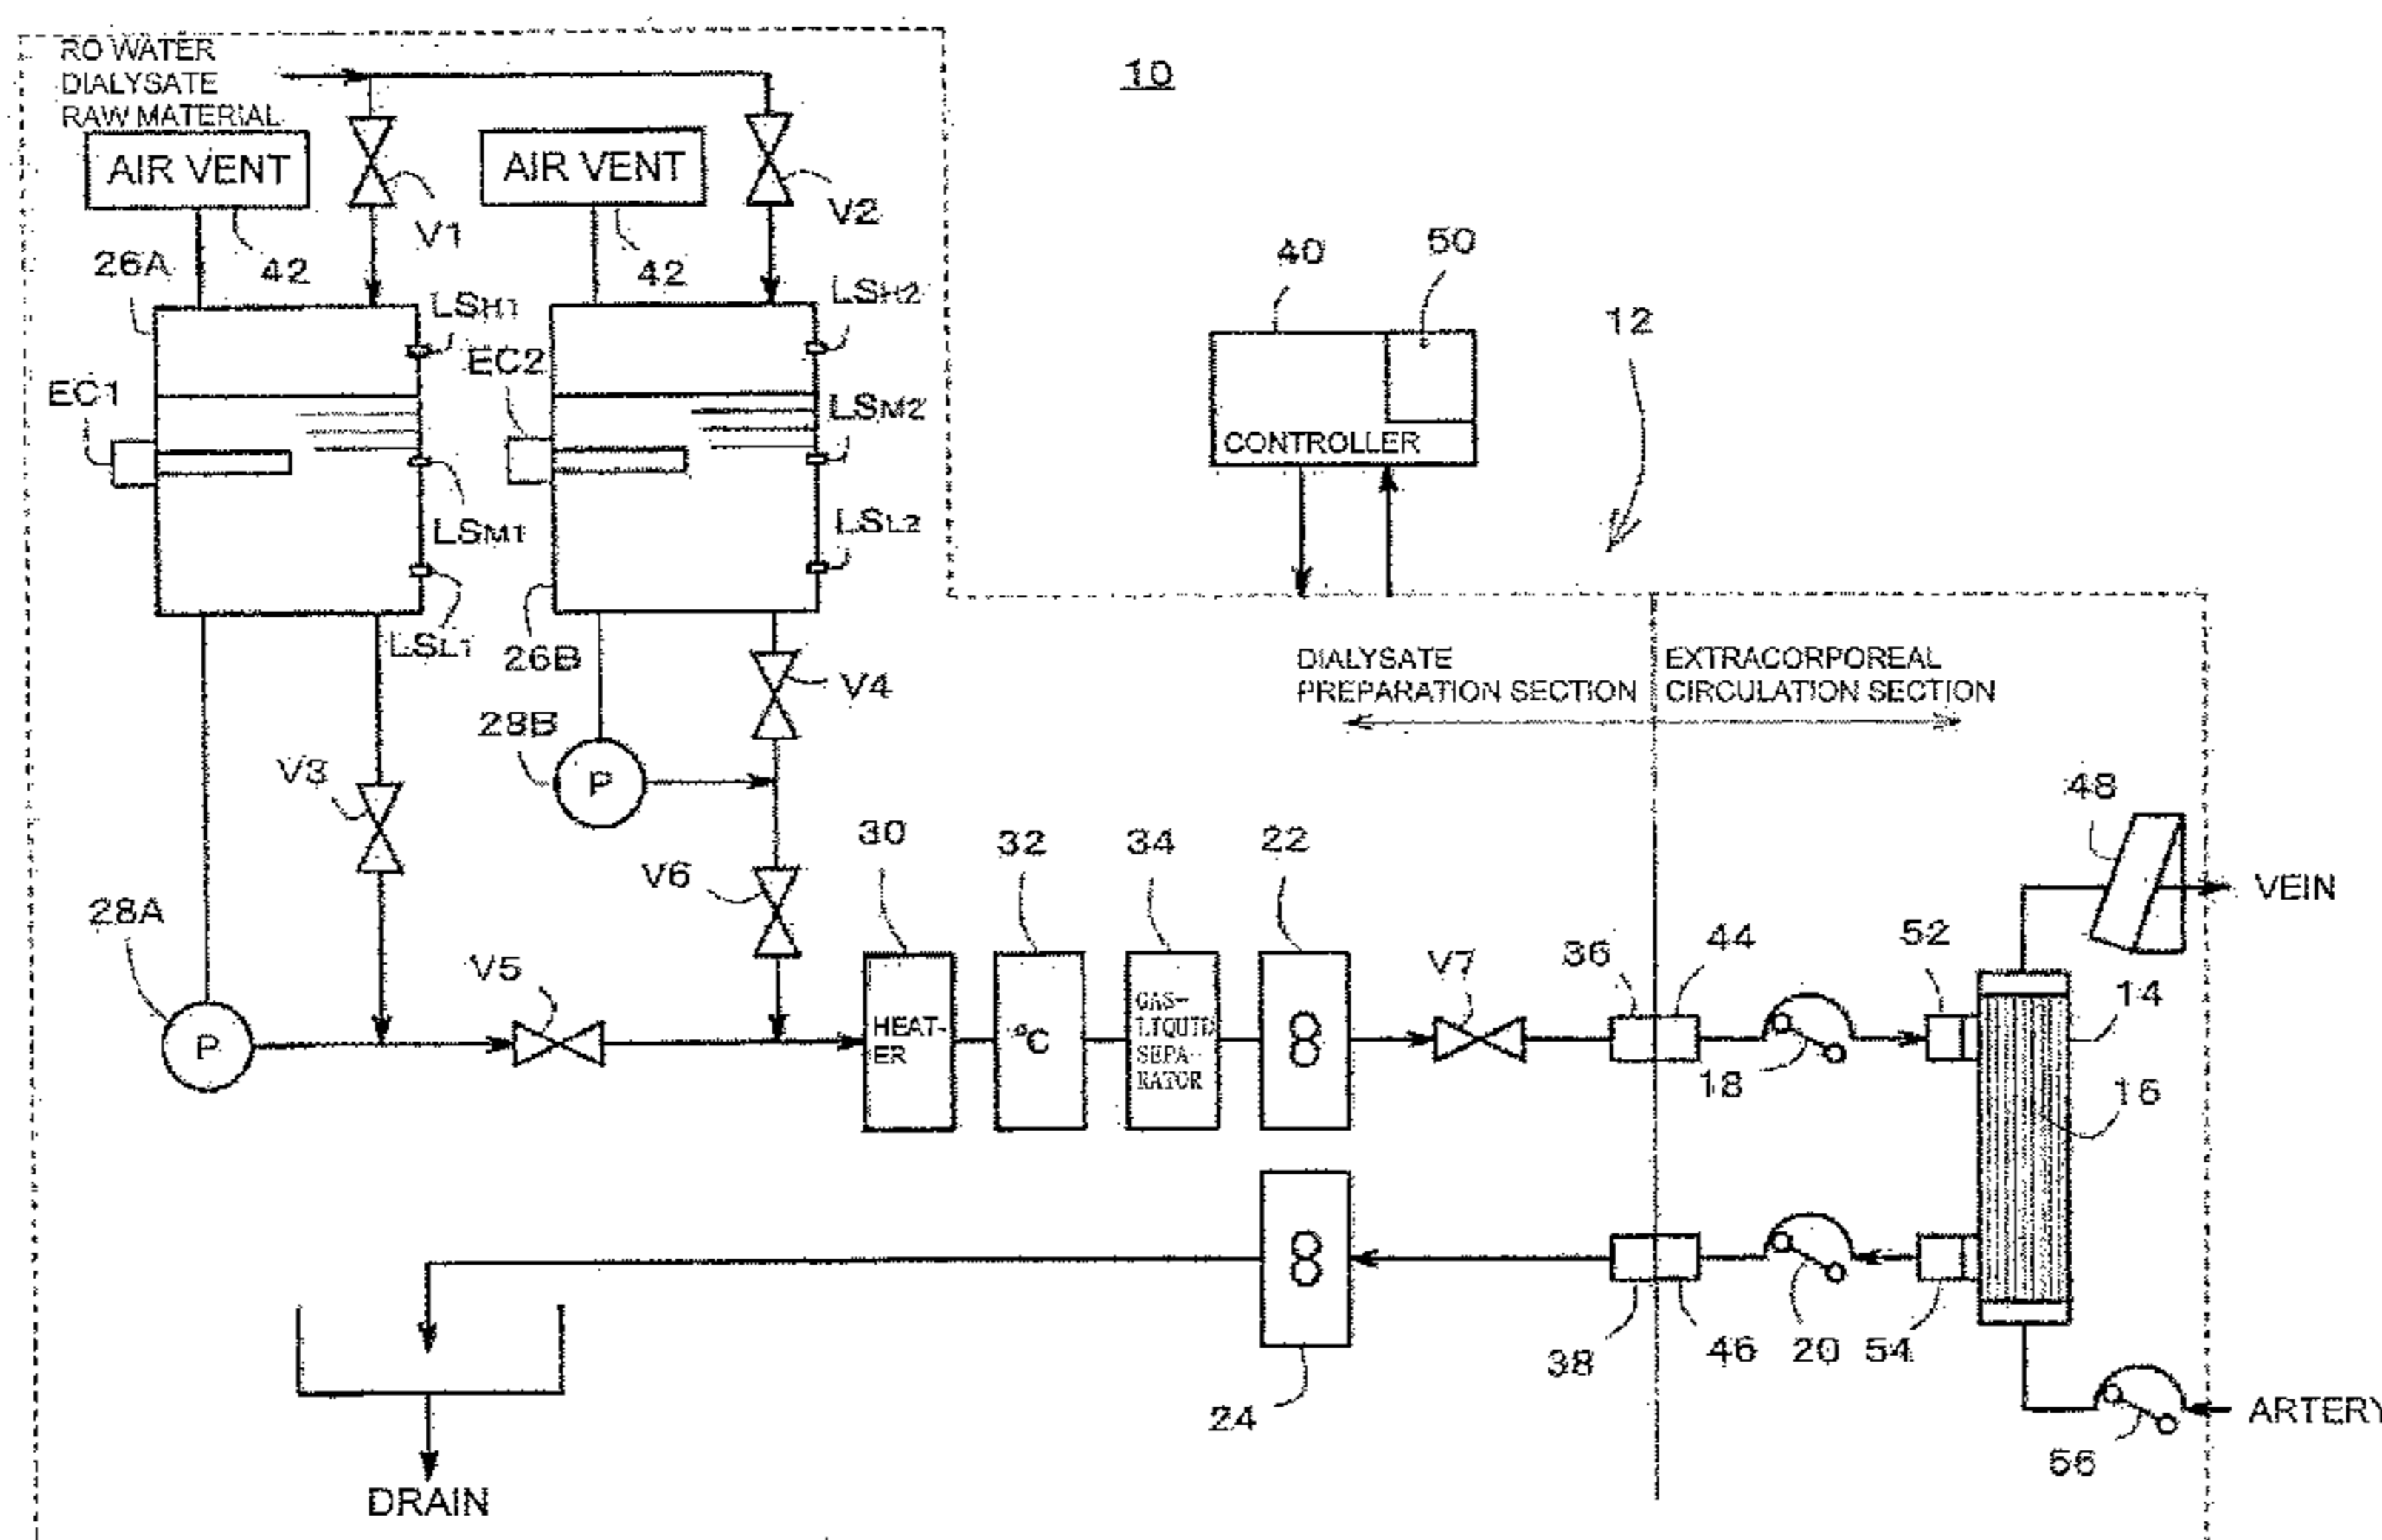 RO WATER
DIALYSATE
RAW MATERIAL
10
AIR VENT
AIR VENT
V1
V2
26A
42
42
40
50
LSH1
LSH2
12
EC1
EC2
LSM2
CONTROLLER
LSM1
LSL2
LSL1
26B
V4
DIALYSATE
PREPARATION SECTION
EXTRACORPOREAL
CIRCULATION SECTION
28B
V3
P
48
30
32
34
22
V6
VEIN
28A
V5
V7
36
44
52
14
P
HEAT-
ER
°C
GAS-
LIQUID
SEPA-
RATOR
8
18
16
8
38
46
20
54
24
ARTERY
56
DRAIN